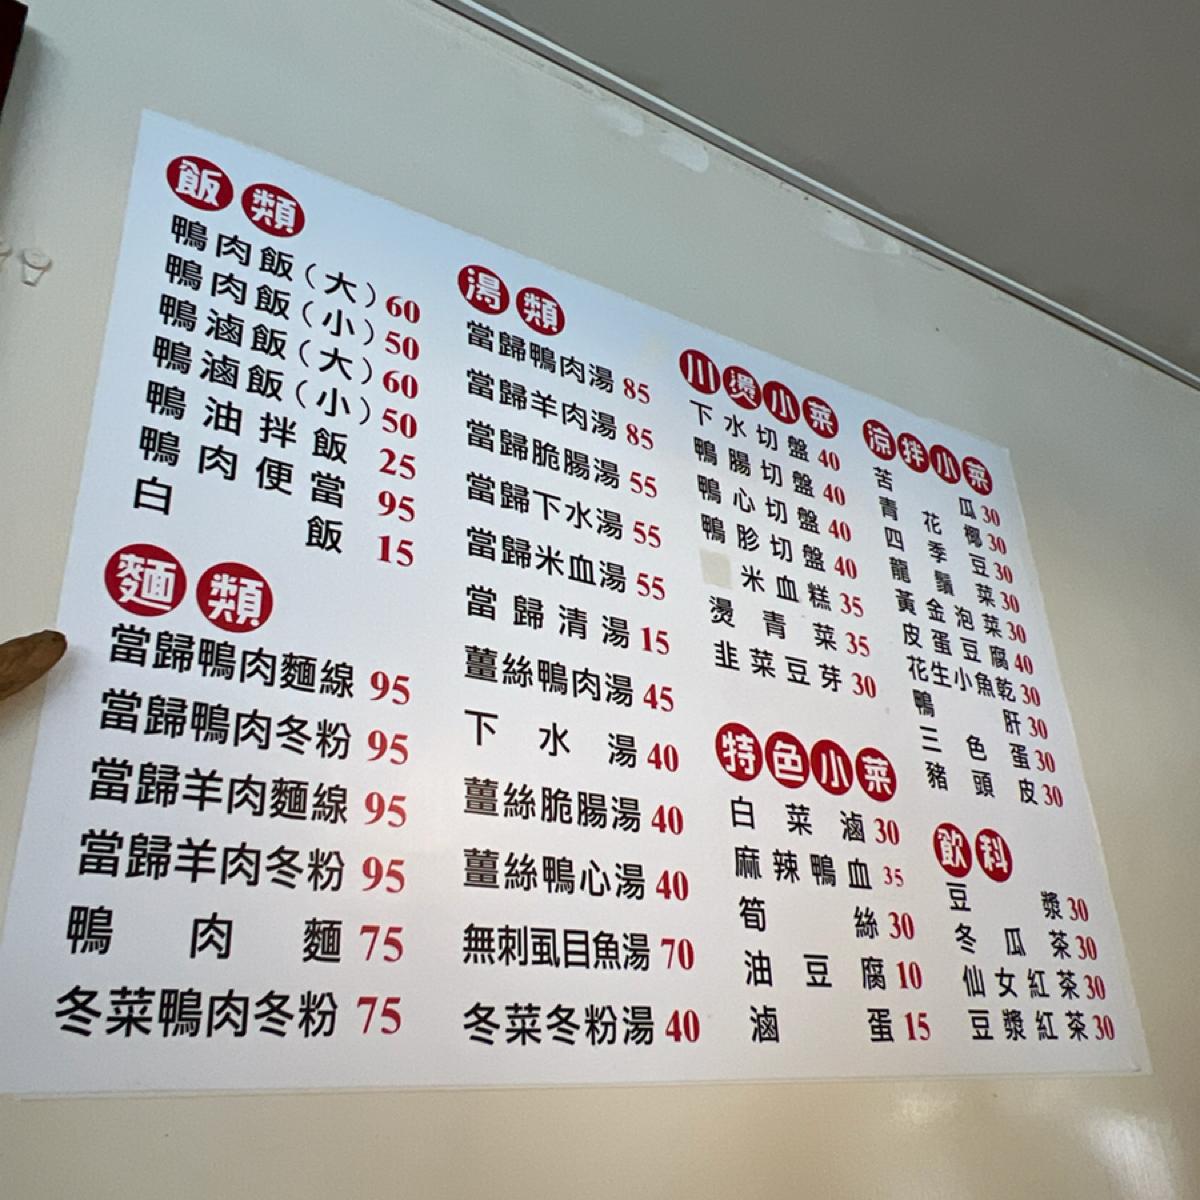 飯類
鴨肉飯(大)60
鴨肉飯(小)50
鴨滷飯(大)60
鴨滷飯(小)50
鴨油拌飯 25
鴨肉便當 95
白飯 15
麵類
當歸鴨肉麵線 95
當歸鴨肉冬粉 95
當歸羊肉麵線 95
當歸羊肉冬粉 95
鴨肉麵 75
冬菜鴨肉冬粉 75
湯類
當歸鴨肉湯 85
當歸羊肉湯 85
當歸脆腸湯 55
當歸下水湯 55
當歸米血湯 55
當歸清湯 15
薑絲鴨肉湯 45
下水湯 40
薑絲脆腸湯 40
薑絲鴨心湯 40
無刺虱目魚湯 70
冬菜冬粉湯 40
川燙小菜
下水切盤 40
鴨腸切盤 40
鴨心切盤 40
鴨胗切盤 40
米血糕 35
燙青菜 35
韭菜豆芽 30
特色小菜
白菜滷 30
麻辣鴨血 35
筍絲 30
油豆腐 10
滷蛋 15
涼拌小菜
苦瓜 30
青花椰 30
四季豆 30
龍鬚菜 30
黃金泡菜 30
皮蛋豆腐 40
花生小魚乾 30
鴨肝 30
三色蛋 30
豬頭皮 30
飲料
豆漿 30
冬瓜茶 30
仙女紅茶 30
豆漿紅茶 30